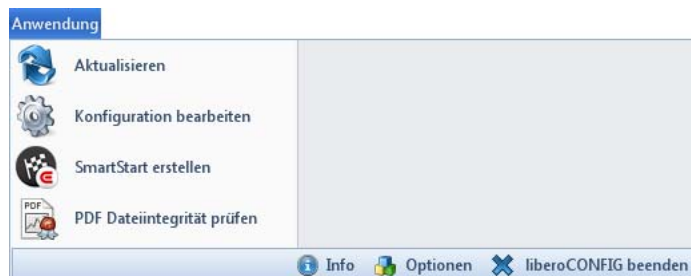 Anwendung
Aktualisieren
Konfiguration bearbeiten
SmartStart erstellen
PDF
PDF Dateiintegrität prüfen
Info Optionen liberoCONFIG beenden